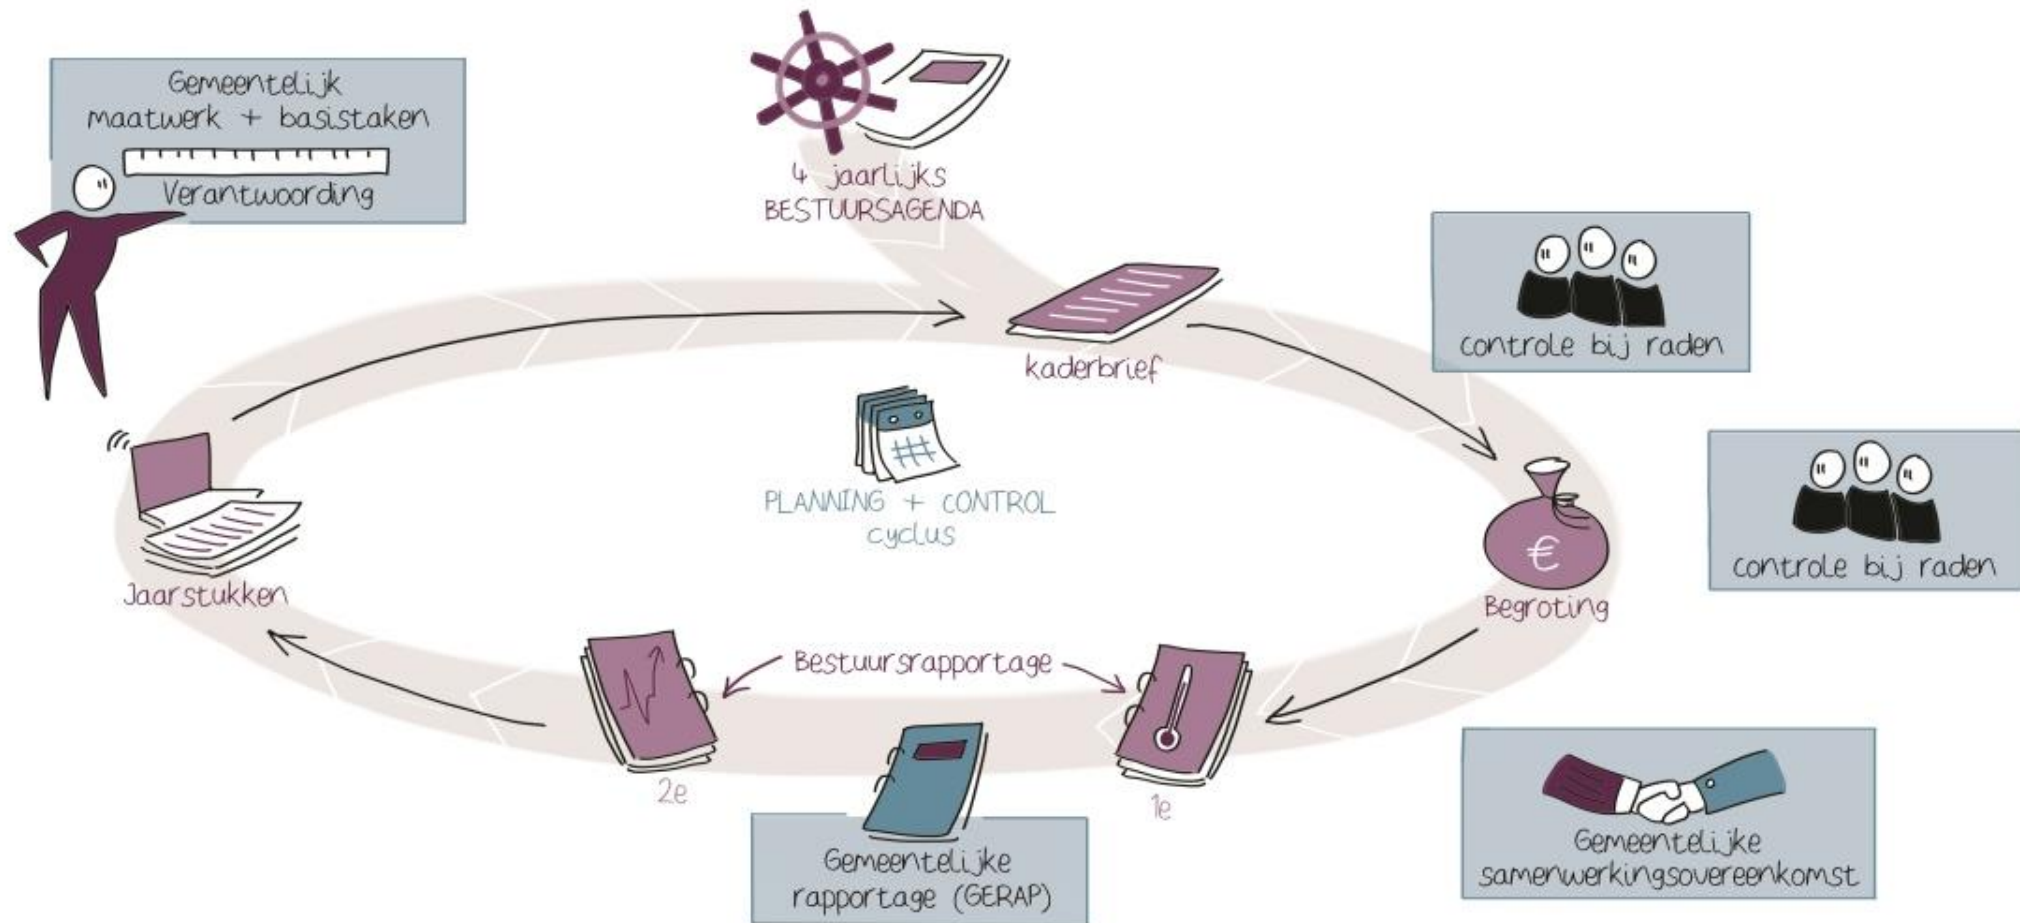 Gemeentelijk
maatwerk + basistaken
Verantwoording
4 jaarlijks
BESTUURSAGENDA
controle bij raden
kaderbrief
PLANNING + CONTROL
cyclus
controle bij raden
€
Begroting
Jaarstukken
Bestuursrapportage
2e
1e
Gemeentelijke
rapportage (GERAP)
Gemeentelijke
samenwerkingsovereenkomst